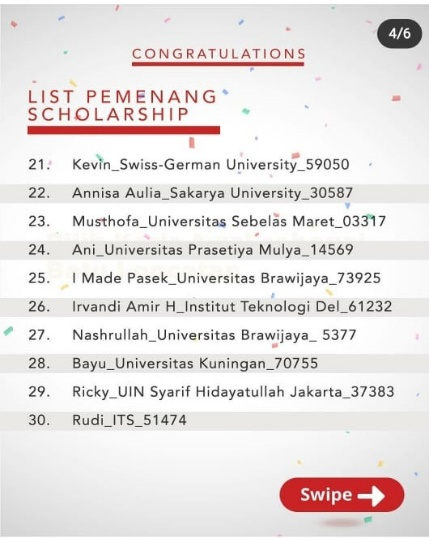 4/6
CONGRATULATIONS
LIST PEMENANG
SCHOLARSHIP
21. Kevin_Swiss-German University_59050
22. Annisa Aulia_Sakarya University_30587
23. Musthofa_Universitas Sebelas Maret_03317
24. Ani_Universitas Prasetiya Mulya_14569
25. I Made Pasek_Universitas Brawijaya_73925
26. Irvandi Amir H_Institut Teknologi Del_61232
27. Nashrullah_Universitas Brawijaya_ 5377
28. Bayu_Universitas Kuningan_70755
29. Ricky_UIN Syarif Hidayatullah Jakarta_37383
30. Rudi_ITS_51474
Swipe